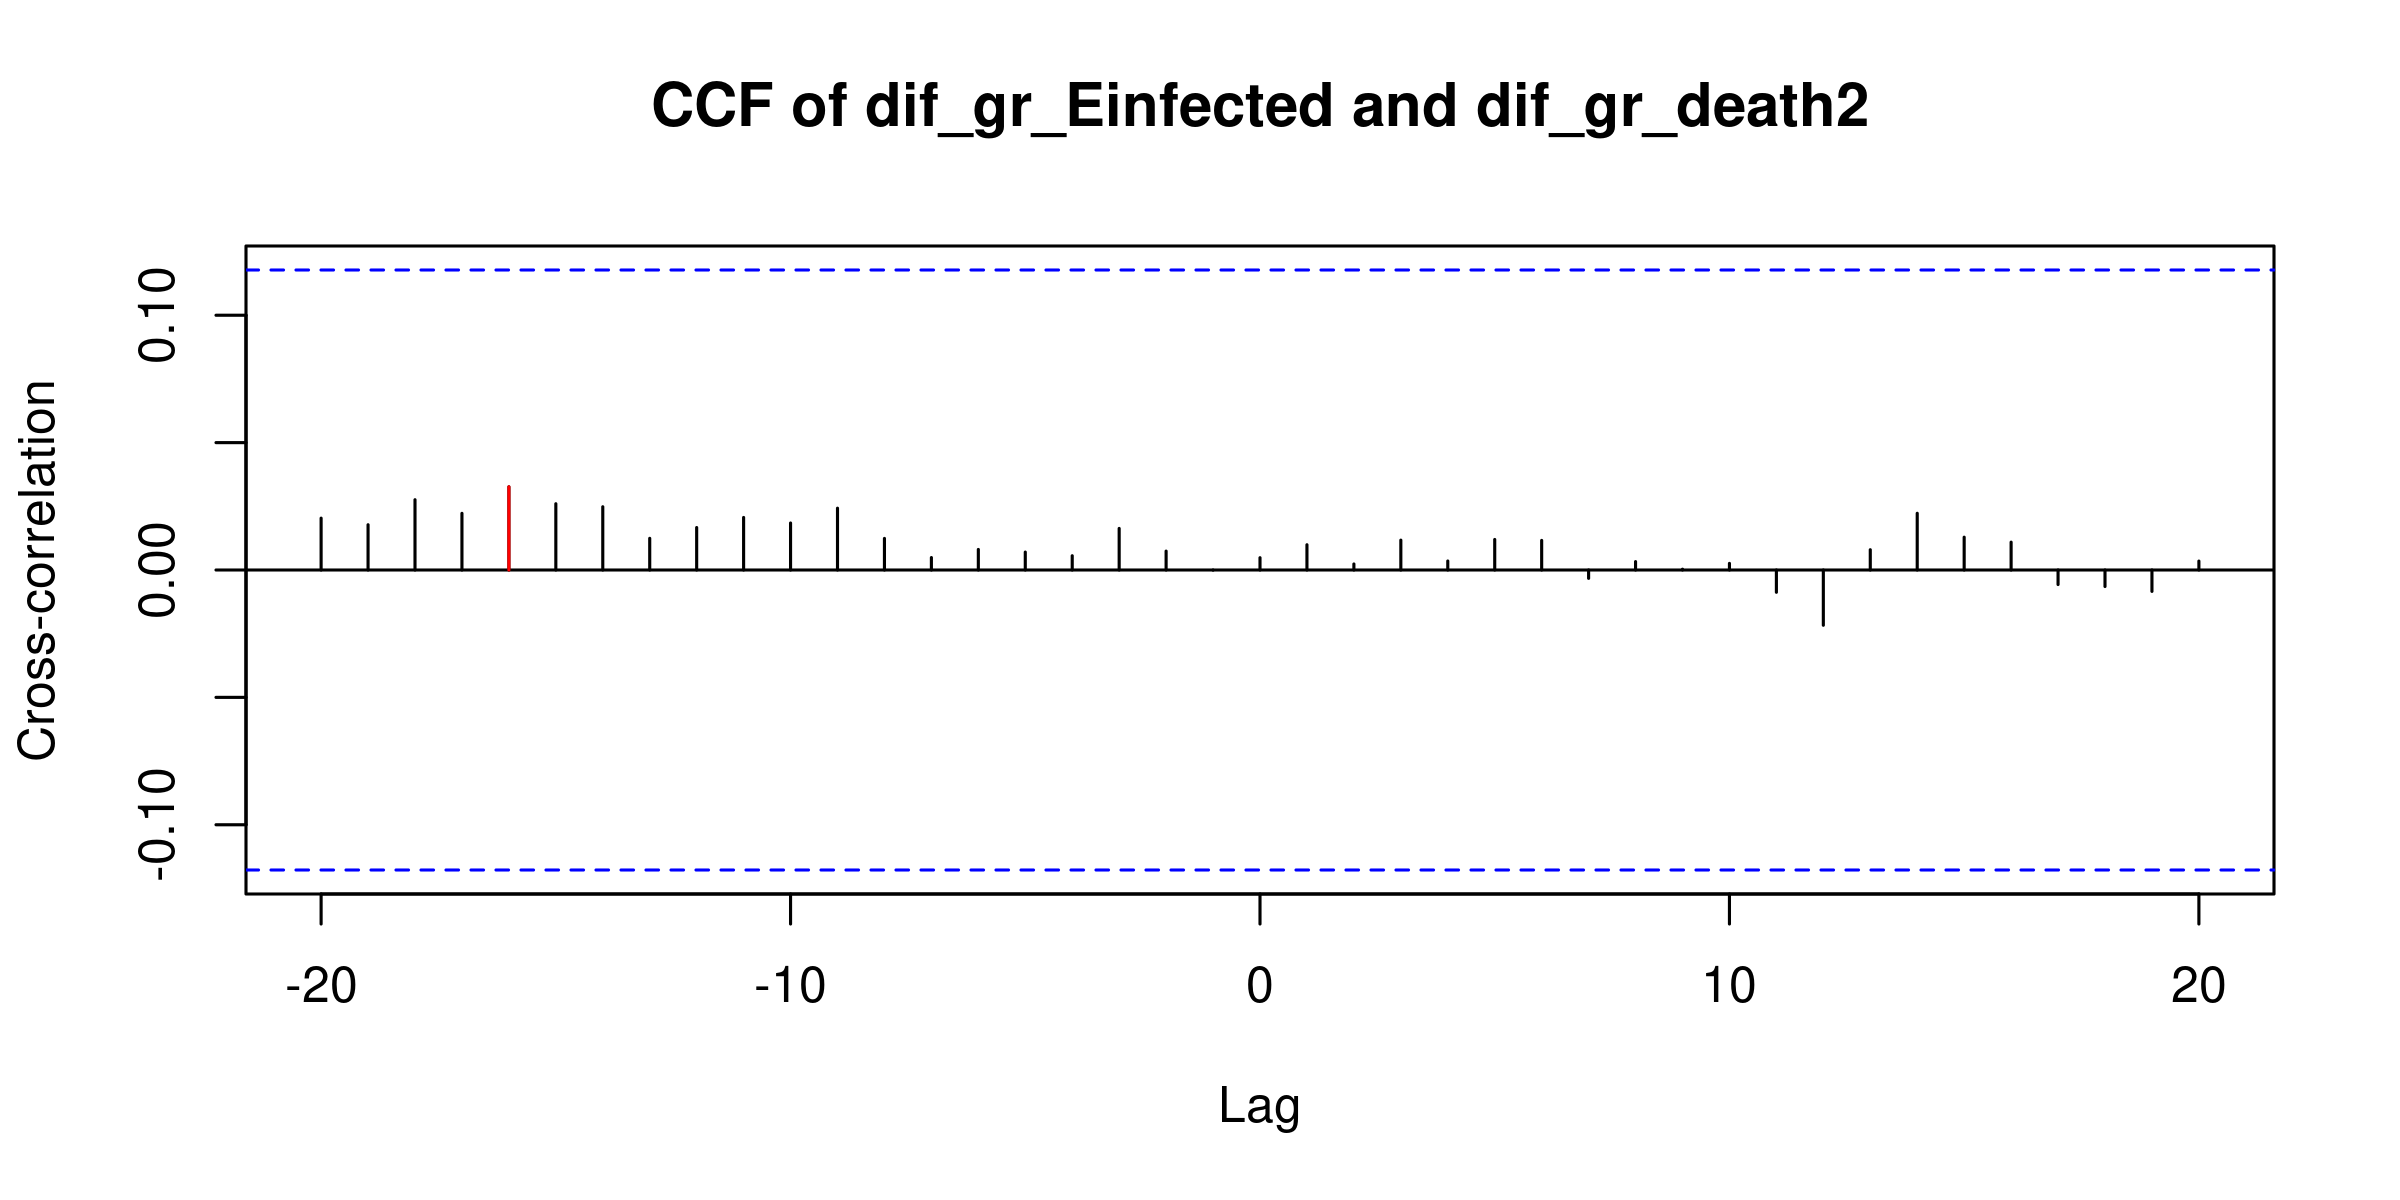 CCF of dif_gr_Einfected and dif_gr_death2
Cross-correlation
0.10
0.00
-0.10
-20 -10 0 10 20
Lag